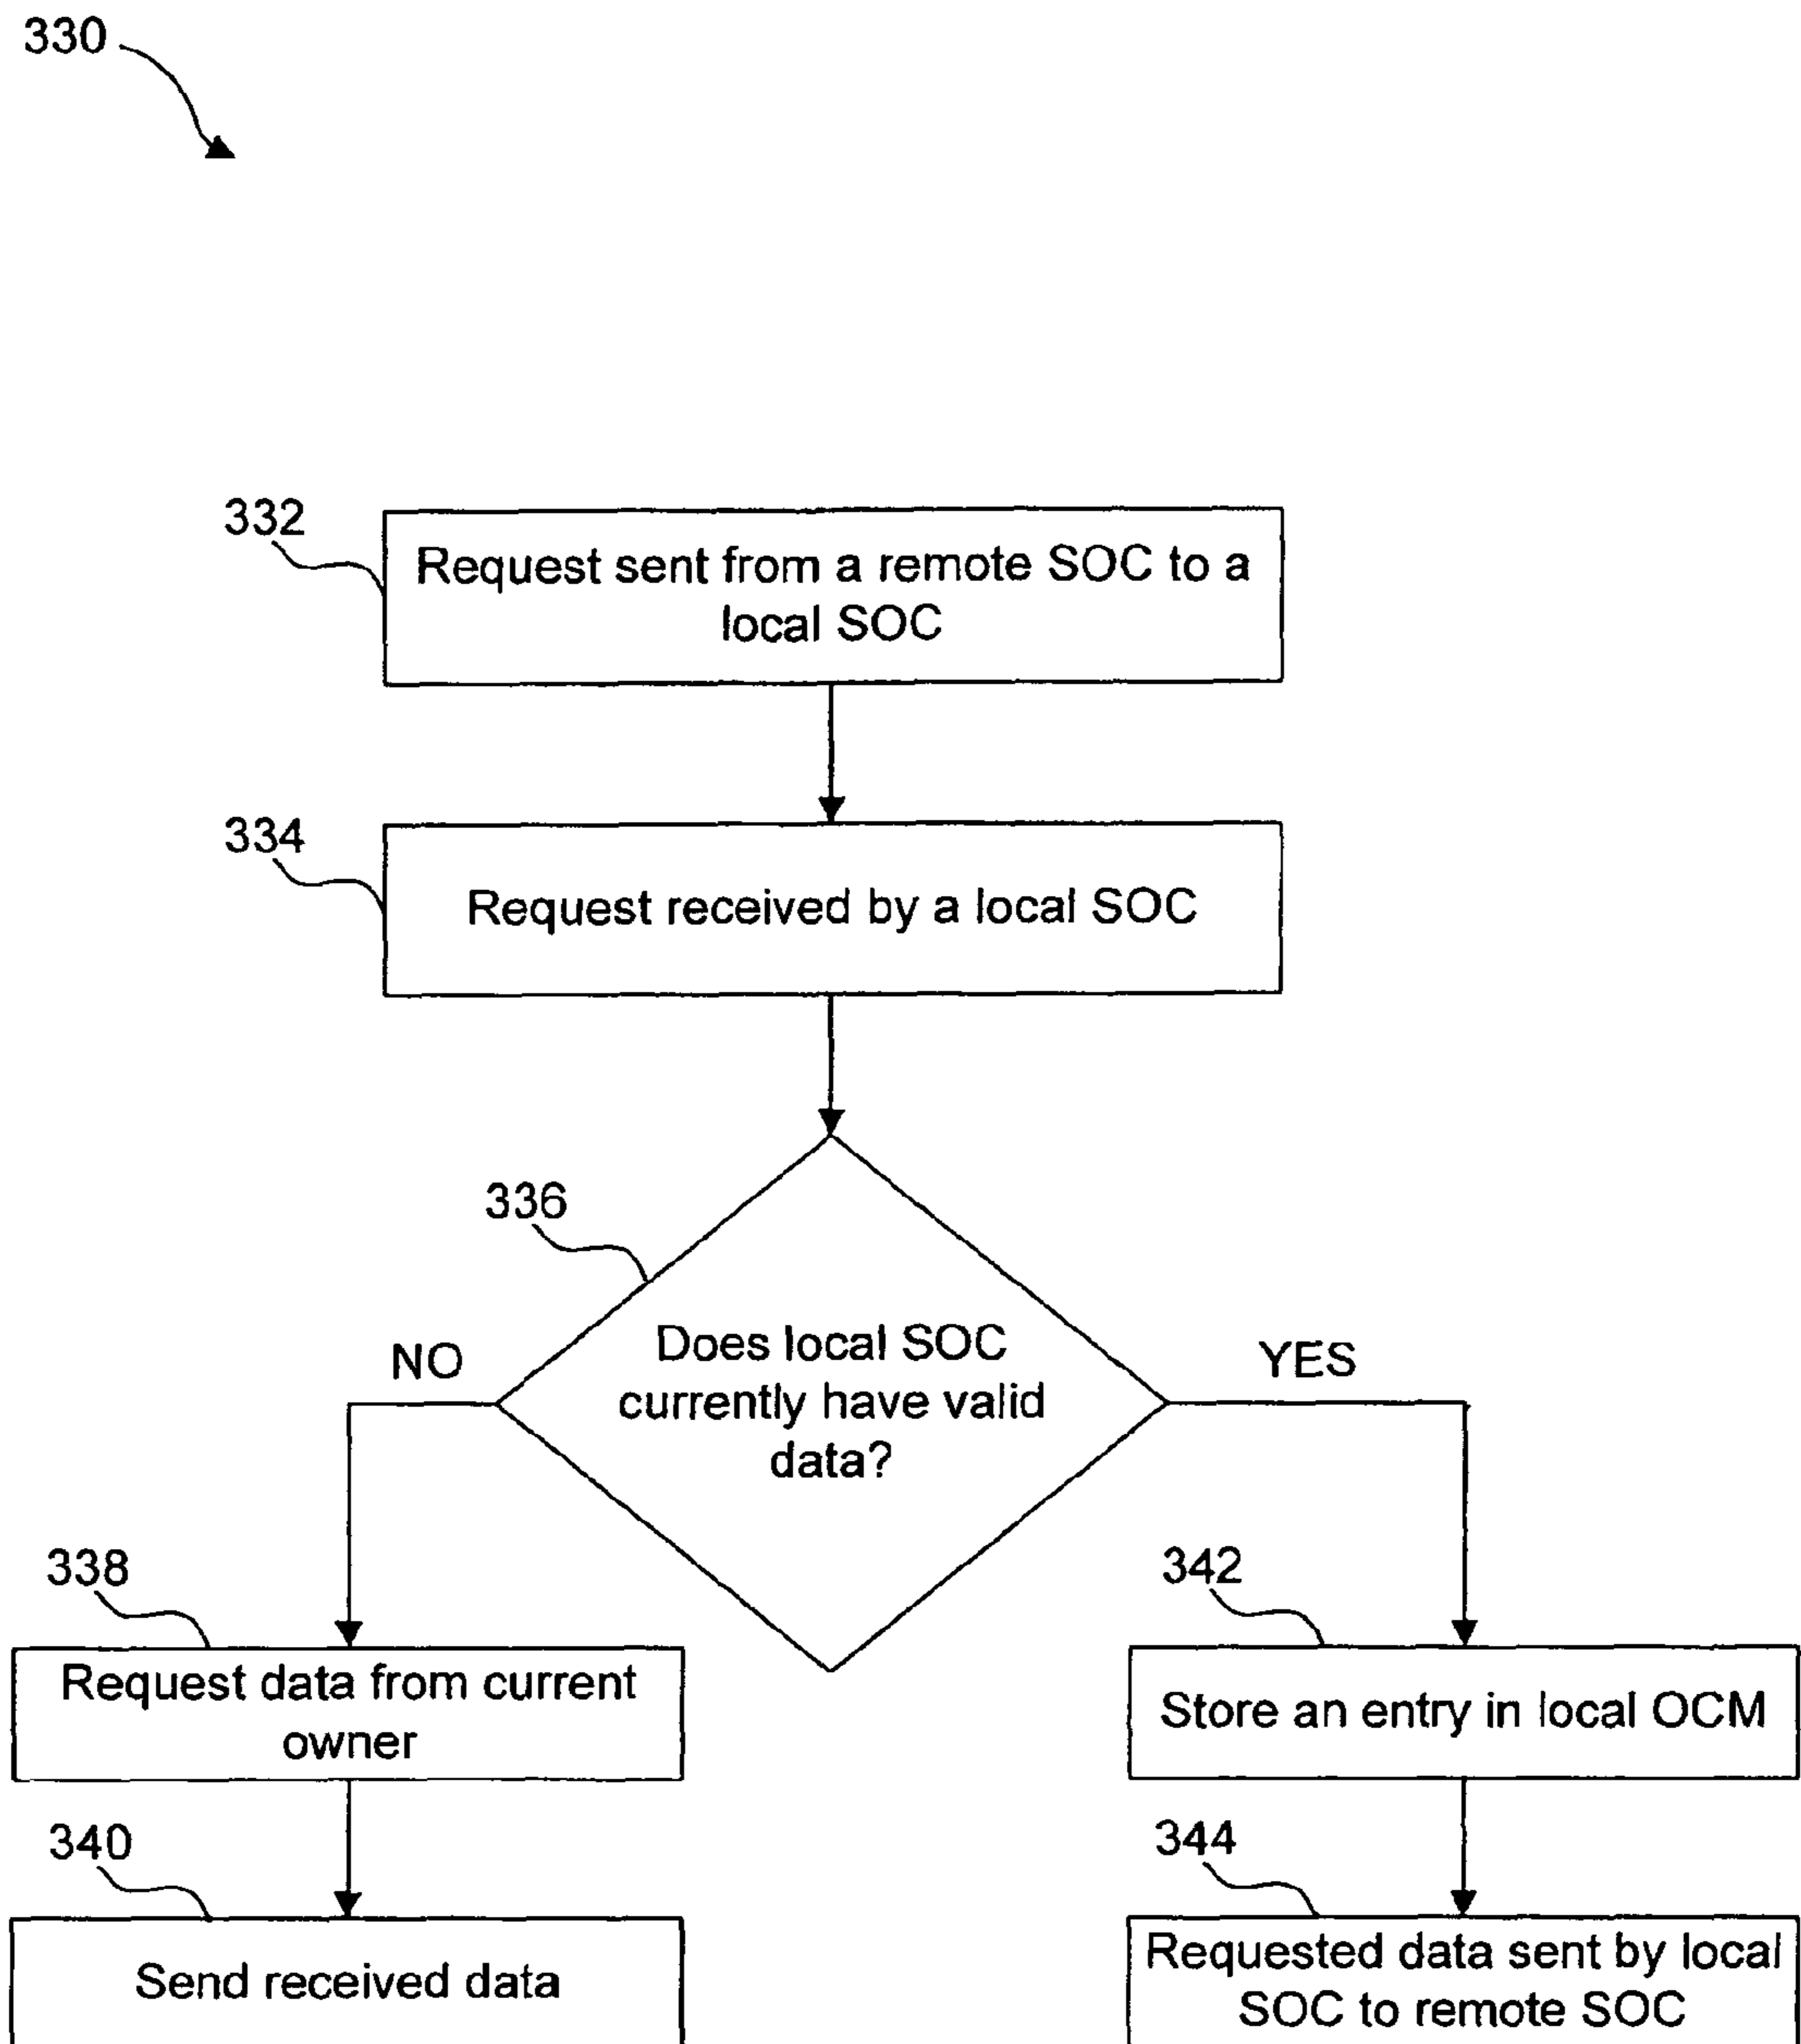 330
332
Request sent from a remote SOC to a
local SOC
334
Request received by a local SOC
336
Does local SOC
currently have valid
data?
NO
YES
338
Request data from current
owner
342
Store an entry in local OCM
340
Send received data
344
Requested data sent by local
SOC to remote SOC